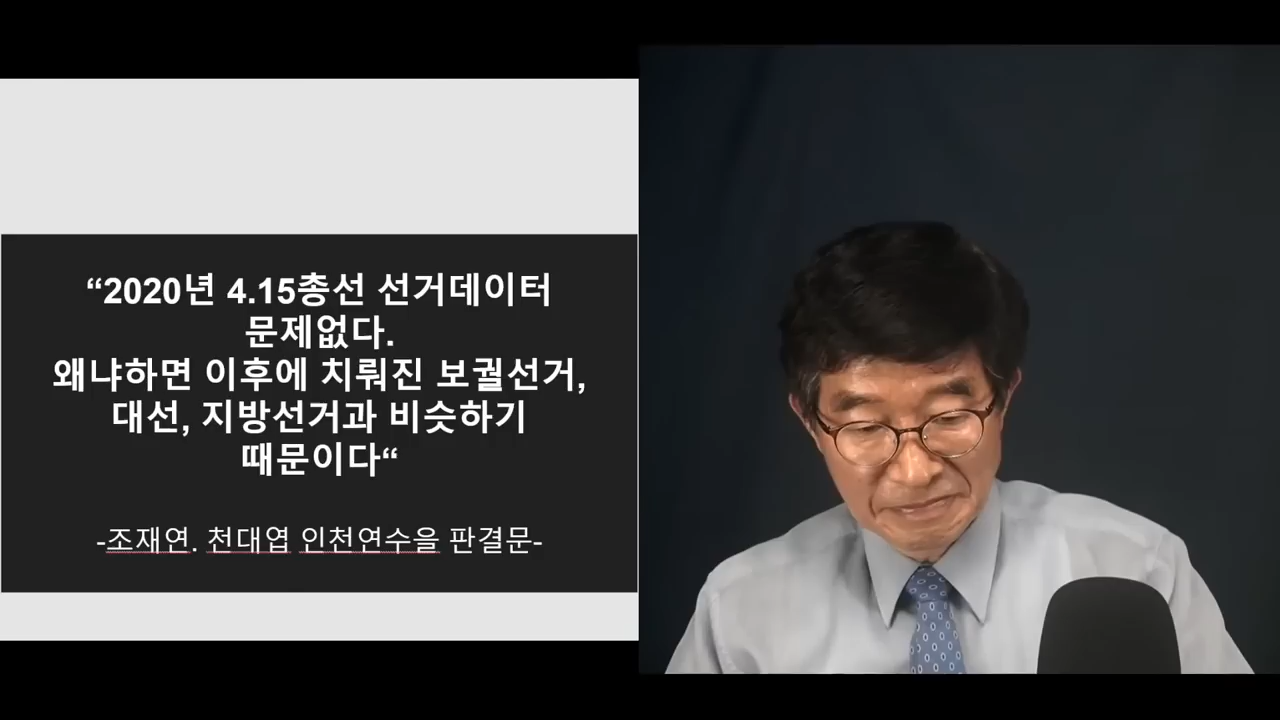 “2020년 4.15총선 선거데이터
문제없다.
왜냐하면 이후에 치뤄진 보궐선거,
대선, 지방선거과 비슷하기
때문이다“
-조재연. 천대엽 인천연수을 판결문-